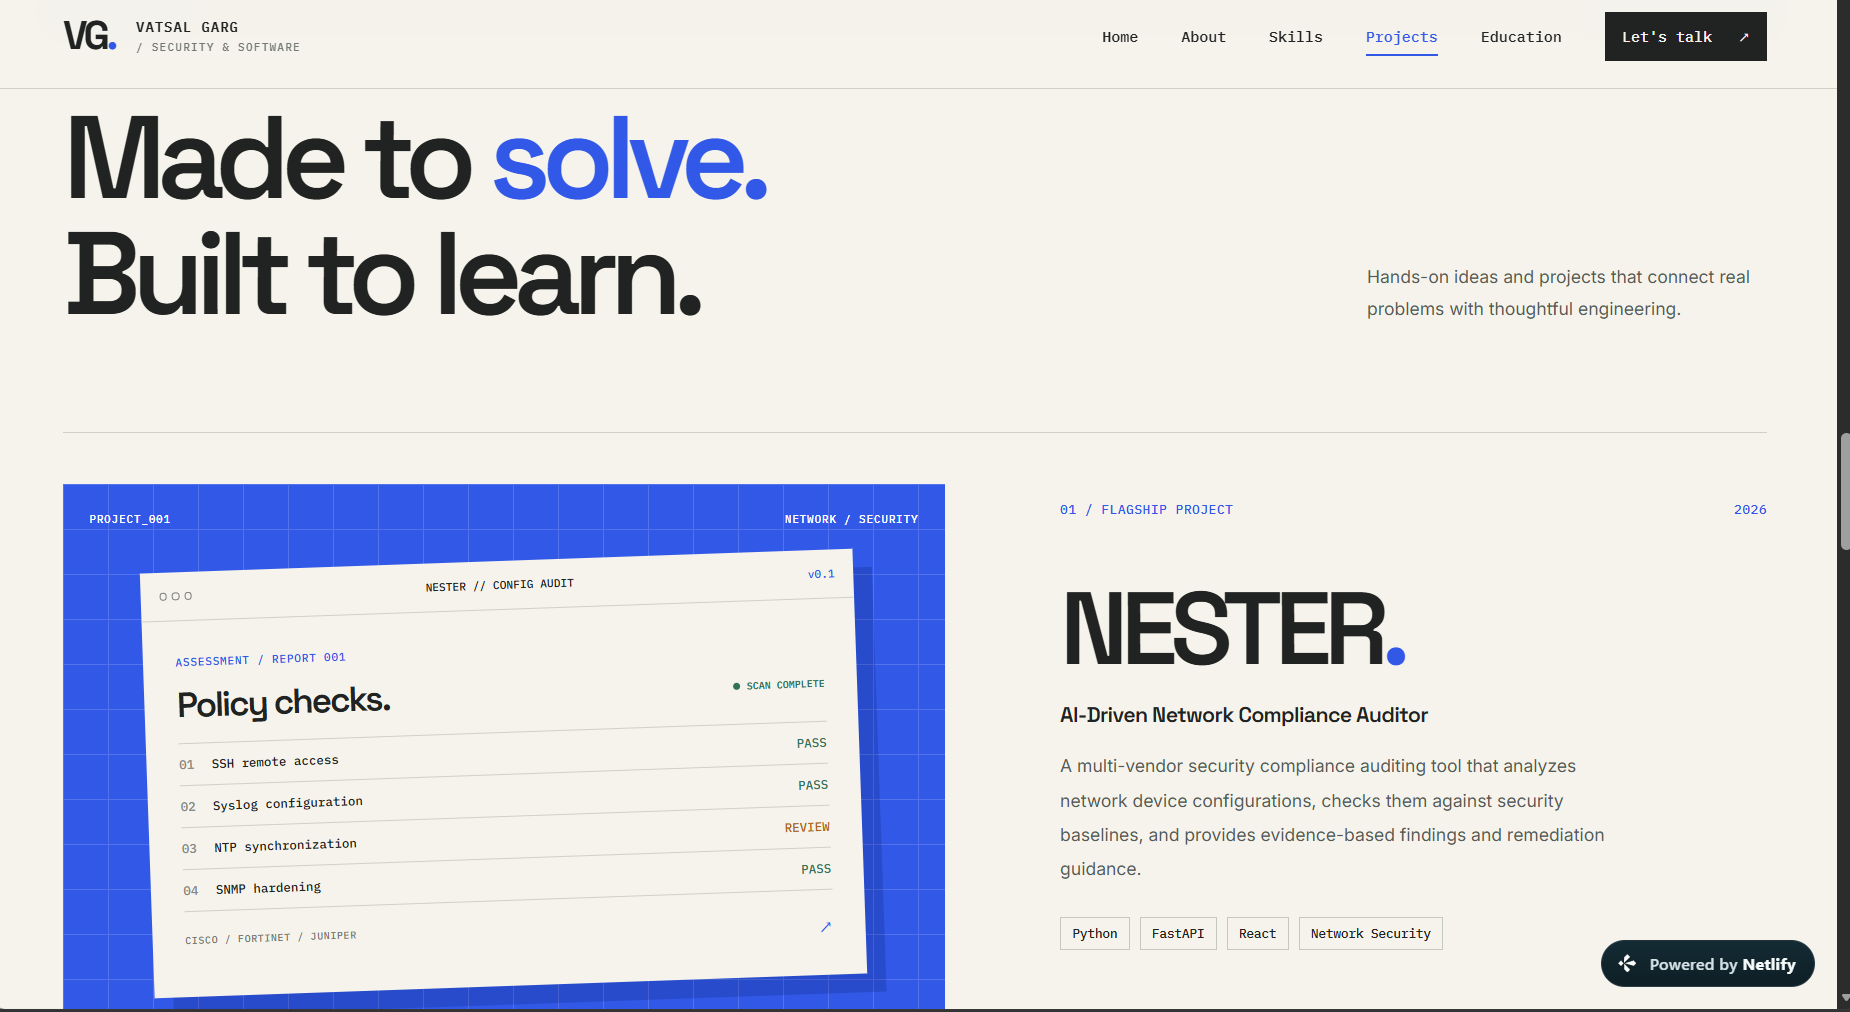 VG.
VATSAL GARG
/ SECURITY & SOFTWARE
Home
About
Skills
Projects
Education
Let's talk ↗
Made to solve.
Built to learn.
Hands-on ideas and projects that connect real
problems with thoughtful engineering.
PROJECT_001
NETWORK / SECURITY
NESTER // CONFIG AUDIT
v0.1
ASSESSMENT / REPORT 001
Policy checks.
SCAN COMPLETE
01 SSH remote access PASS
02 Syslog configuration PASS
03 NTP synchronization REVIEW
04 SNMP hardening PASS
CISCO / FORTINET / JUNIPER ↗
01 / FLAGSHIP PROJECT
2026
NESTER.
AI-Driven Network Compliance Auditor
A multi-vendor security compliance auditing tool that analyzes
network device configurations, checks them against security
baselines, and provides evidence-based findings and remediation
guidance.
Python
FastAPI
React
Network Security
Powered by Netlify